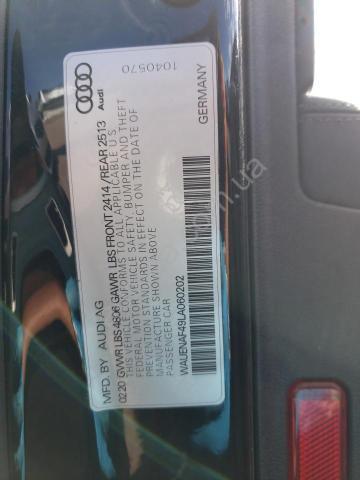 Audi
1040570
MFD. BY AUDI AG GERMANY
02.20 GVWR LBS 4806 GAWR LBS FRONT 2414 /REAR 2513
THIS VEHICLE CONFORMS TO ALL APPLICABLE U.S.
FEDERAL MOTOR VEHICLE SAFETY, BUMPER AND THEFT
PREVENTION STANDARDS IN EFFECT ON THE DATE OF
MANUFACTURE SHOWN ABOVE
PASSENGER CAR
WAUENAF49LA060202